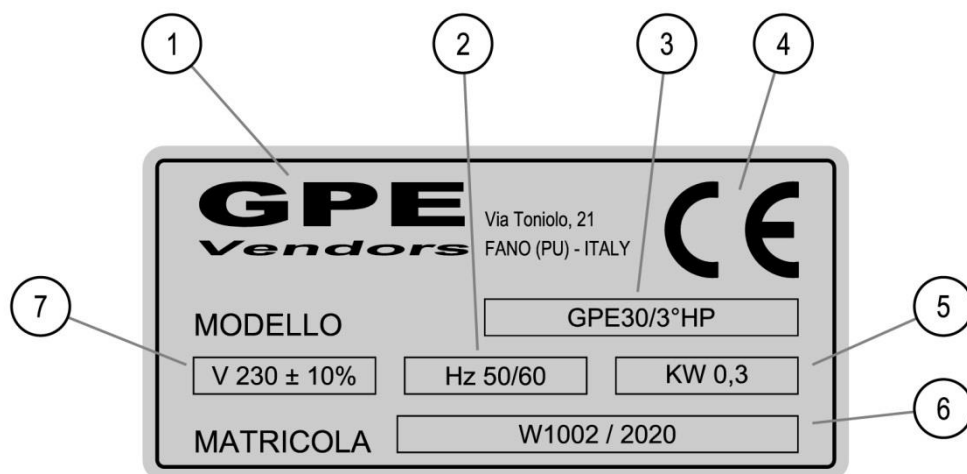 1 2 3 4
GPE
Vendors
Via Toniolo, 21
FANO (PU) - ITALY
CE
7
5
MODELLO GPE30/3°HP
V 230 ± 10% Hz 50/60 KW 0,3
6
MATRICOLA W1002 / 2020